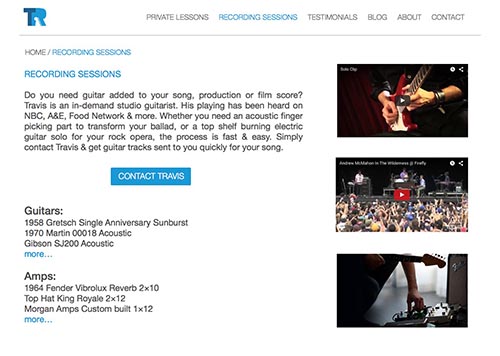 TR
PRIVATE LESSONS RECORDING SESSIONS TESTIMONIALS BLOG ABOUT CONTACT
HOME / RECORDING SESSIONS
RECORDING SESSIONS
Do you need guitar added to your song, production or film score?
Travis is an in-demand studio guitarist. His playing has been heard on
NBC, A&E, Food Network & more. Whether you need an acoustic finger
picking part to transform your ballad, or a top shelf burning electric
guitar solo for your rock opera, the process is fast & easy. Simply
contact Travis & get guitar tracks sent to you quickly for your song.
CONTACT TRAVIS
Guitars:
1958 Gretsch Single Anniversary Sunburst
1970 Martin 00018 Acoustic
Gibson SJ200 Acoustic
more…
Amps:
1964 Fender Vibrolux Reverb 2×10
Top Hat King Royale 2×12
Morgan Amps Custom built 1×12
more…
Solo Clip
Andrew McMahon In The Wilderness @ Firefly